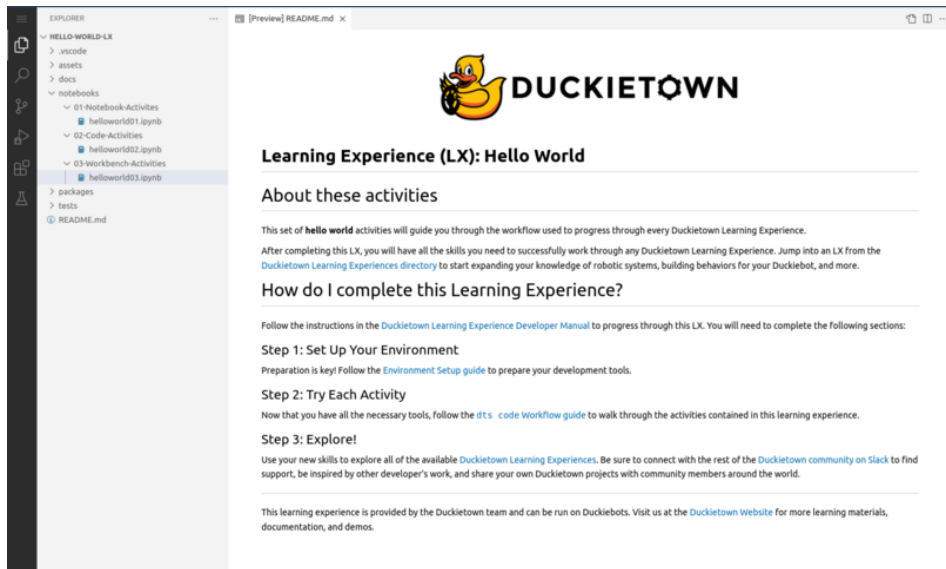 EXPLORER
HELLO-WORLD-LX
.vscode
assets
docs
notebooks
01-Notebook-Activites
helloworld01.ipynb
02-Code-Activities
helloworld02.ipynb
03-Workbench-Activities
helloworld03.ipynb
packages
tests
README.md
[Preview] README.md
DUCKIETOWN
Learning Experience (LX): Hello World
About these activities
This set of hello world activities will guide you through the workflow used to progress through every Duckietown Learning Experience.
After completing this LX, you will have all the skills you need to successfully work through any Duckietown Learning Experience. Jump into an LX from the
Duckietown Learning Experiences directory to start expanding your knowledge of robotic systems, building behaviors for your Duckiebot, and more.
How do I complete this Learning Experience?
Follow the instructions in the Duckietown Learning Experience Developer Manual to progress through this LX. You will need to complete the following sections:
Step 1: Set Up Your Environment
Preparation is key! Follow the Environment Setup guide to prepare your development tools.
Step 2: Try Each Activity
Now that you have all the necessary tools, follow the dts code Workflow guide to walk through the activities contained in this learning experience.
Step 3: Explore!
Use your new skills to explore all of the available Duckietown Learning Experiences. Be sure to connect with the rest of the Duckietown community on Slack to find
support, be inspired by other developer's work, and share your own Duckietown projects with community members around the world.
This learning experience is provided by the Duckietown team and can be run on Duckiebots. Visit us at the Duckietown Website for more learning materials,
documentation, and demos.